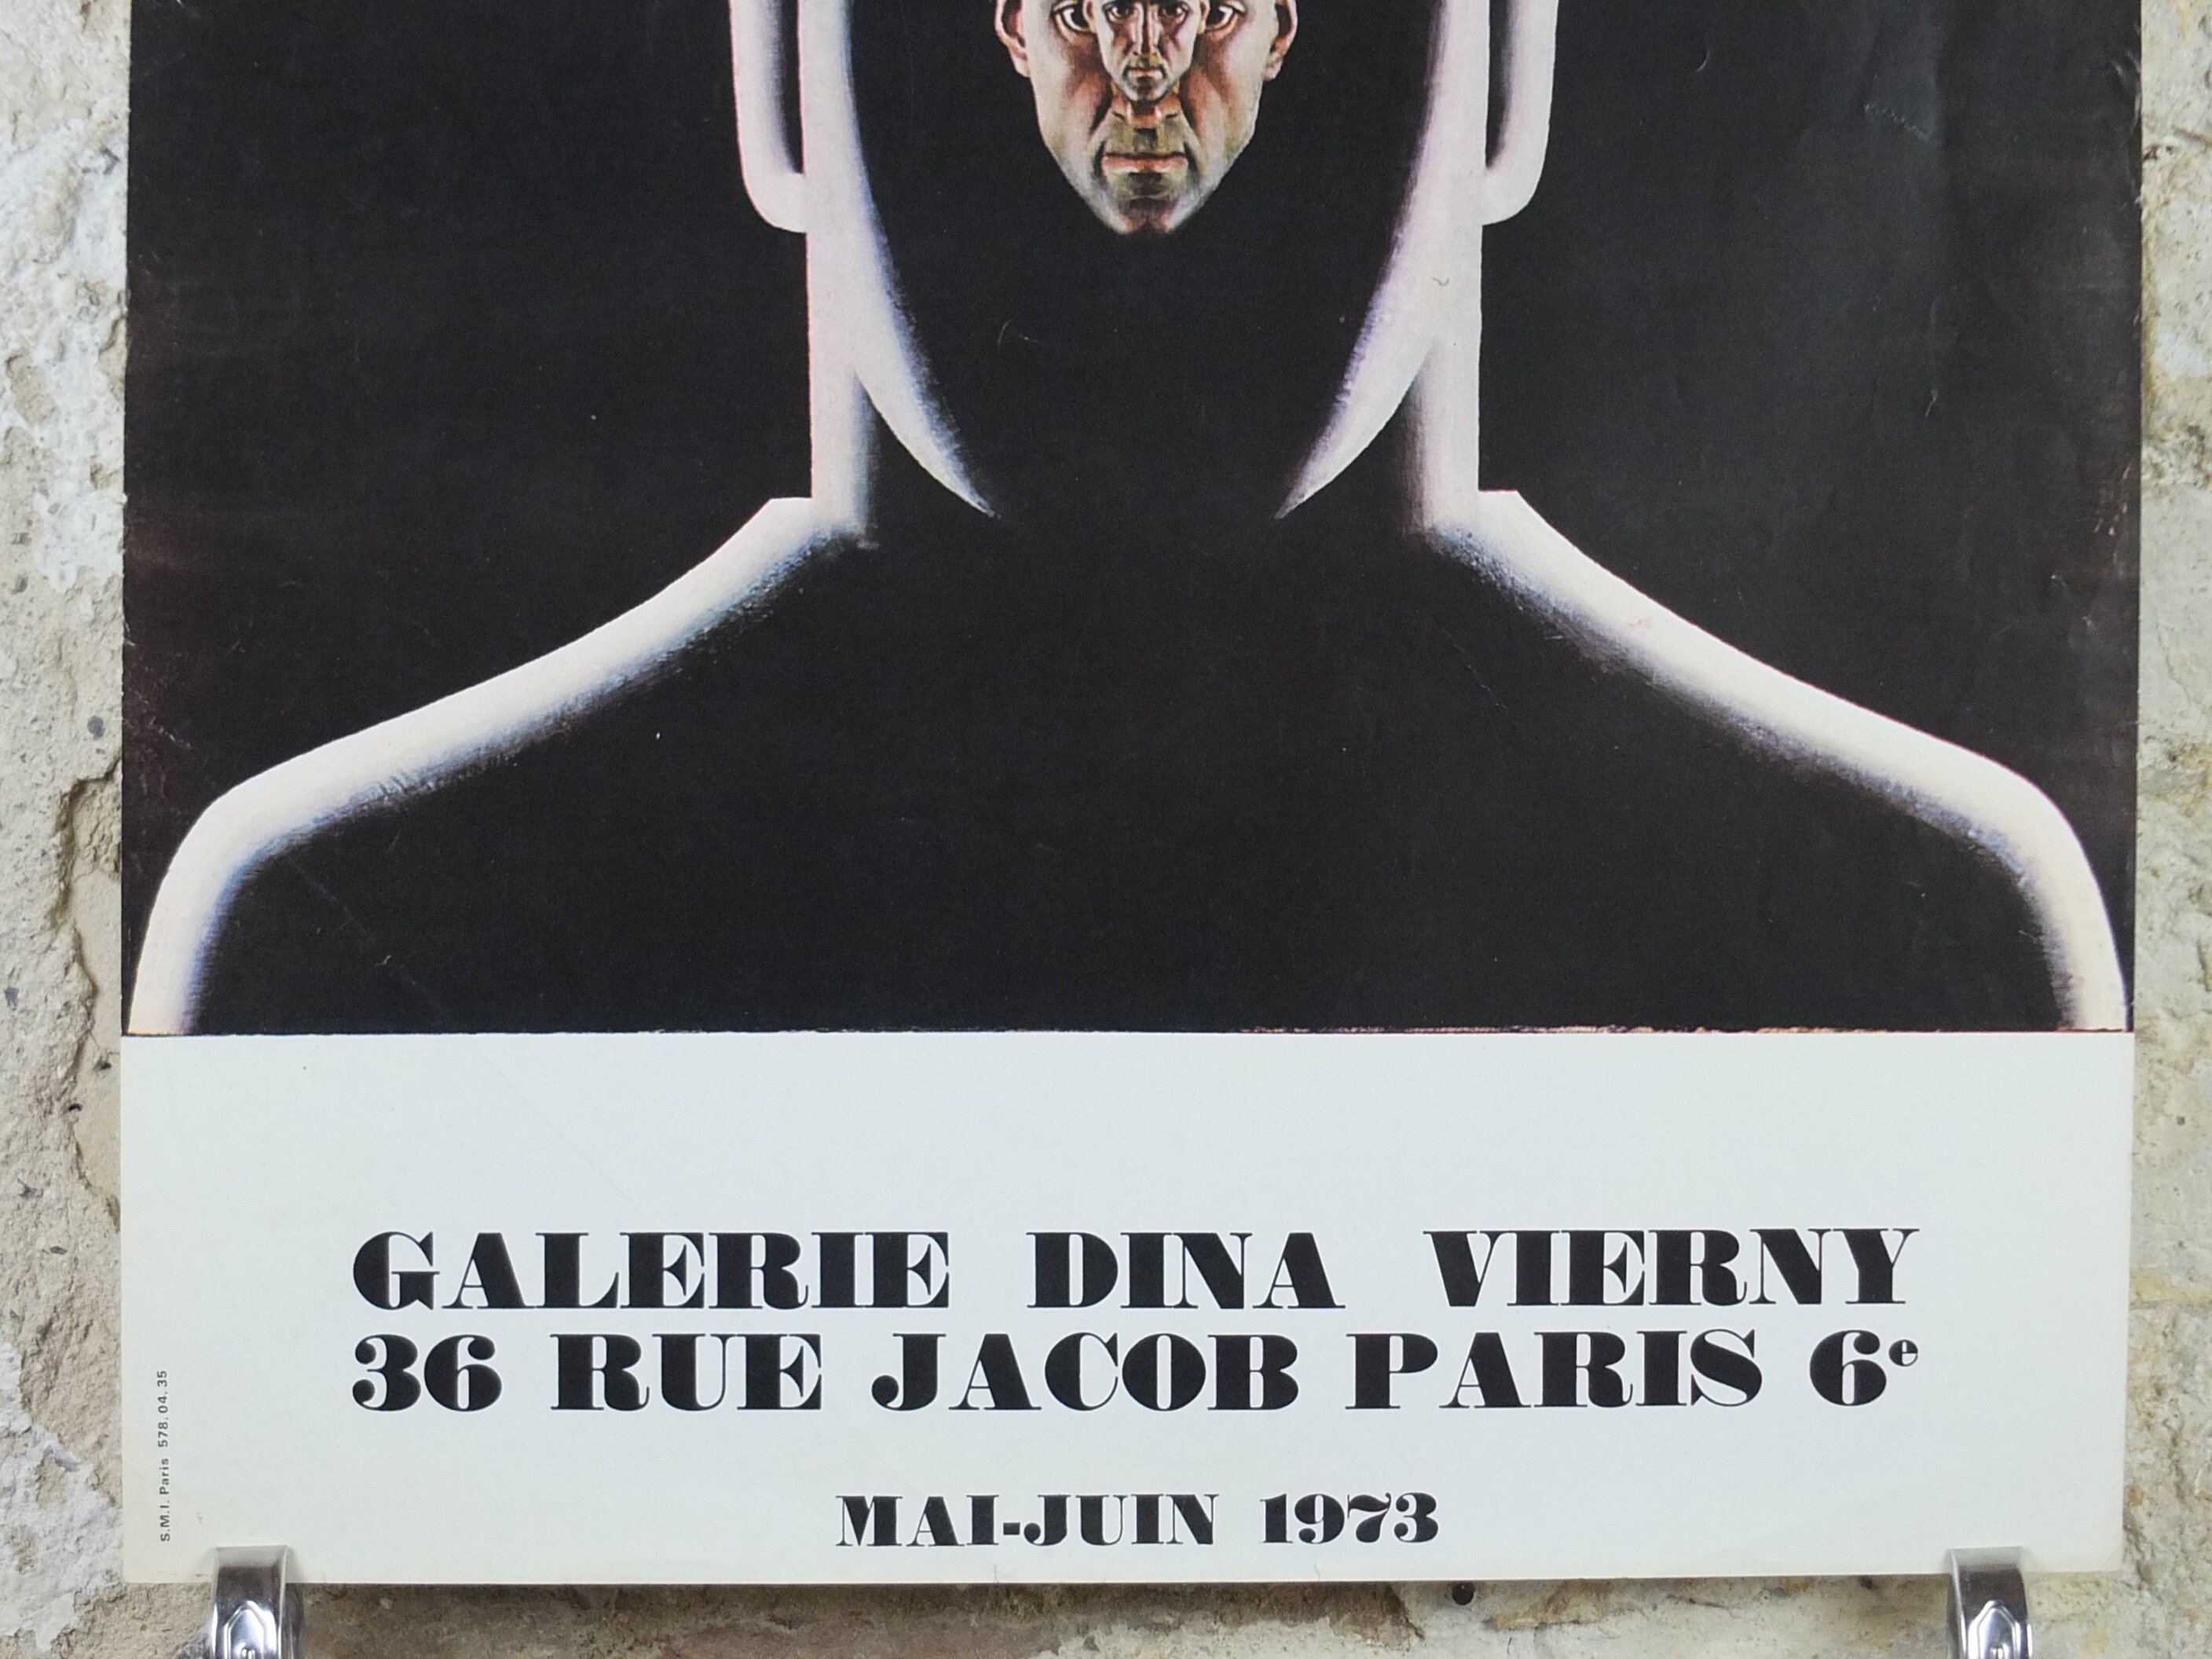 GALERIE DINA VIERNY
36 RUE JACOB PARIS 6e
MAI-JUIN 1973
S.M.I. Paris 578.04.35